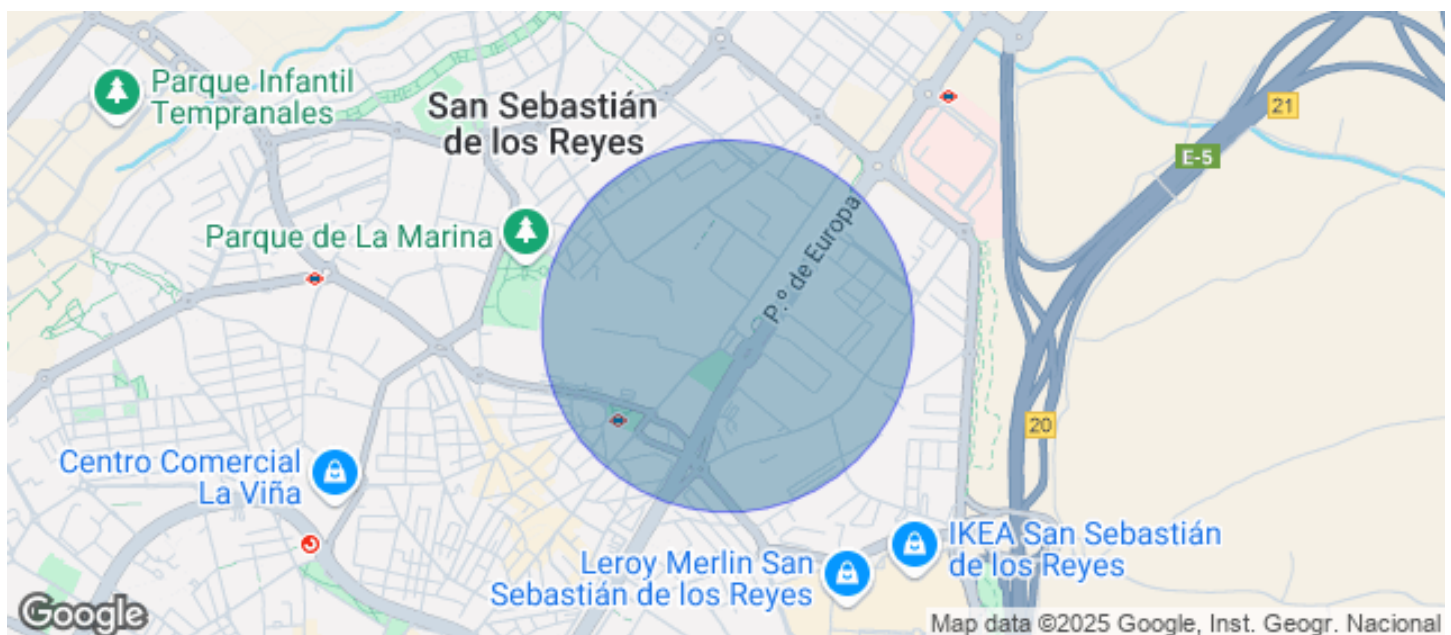 Parque Infantil
Tempranales
San Sebastián
de los Reyes
21
E-5
Parque de La Marina
P.º de Europa
20
Centro Comercial
La Viña
IKEA San Sebastián
de los Reyes
Leroy Merlin San
Sebastián de los Reyes
Google
Map data ©2025 Google, Inst. Geogr. Nacional